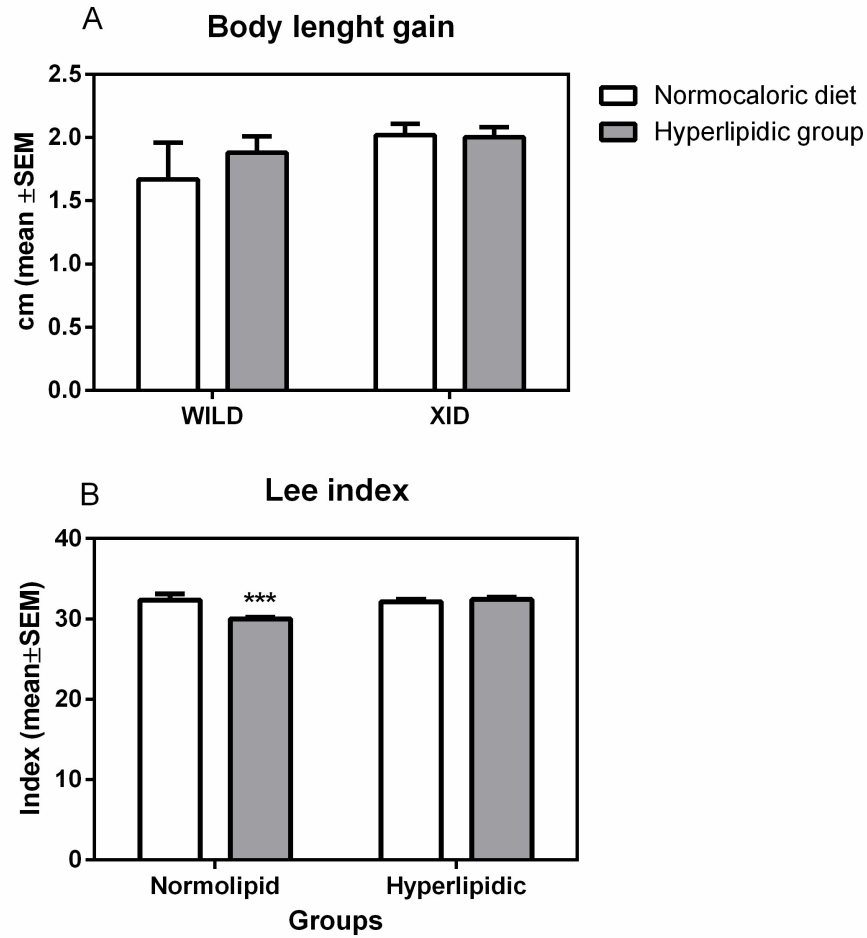 A
Body lenght gain
2.5
2.0
1.5
1.0
0.5
0.0
cm (mean ±SEM
WILD
XID
Normocaloric diet
Hyperlipidic group
B
Lee index
40
30
20
10
0
Index (mean±SEM)
***
Normolipid
Hyperlipidic
Groups